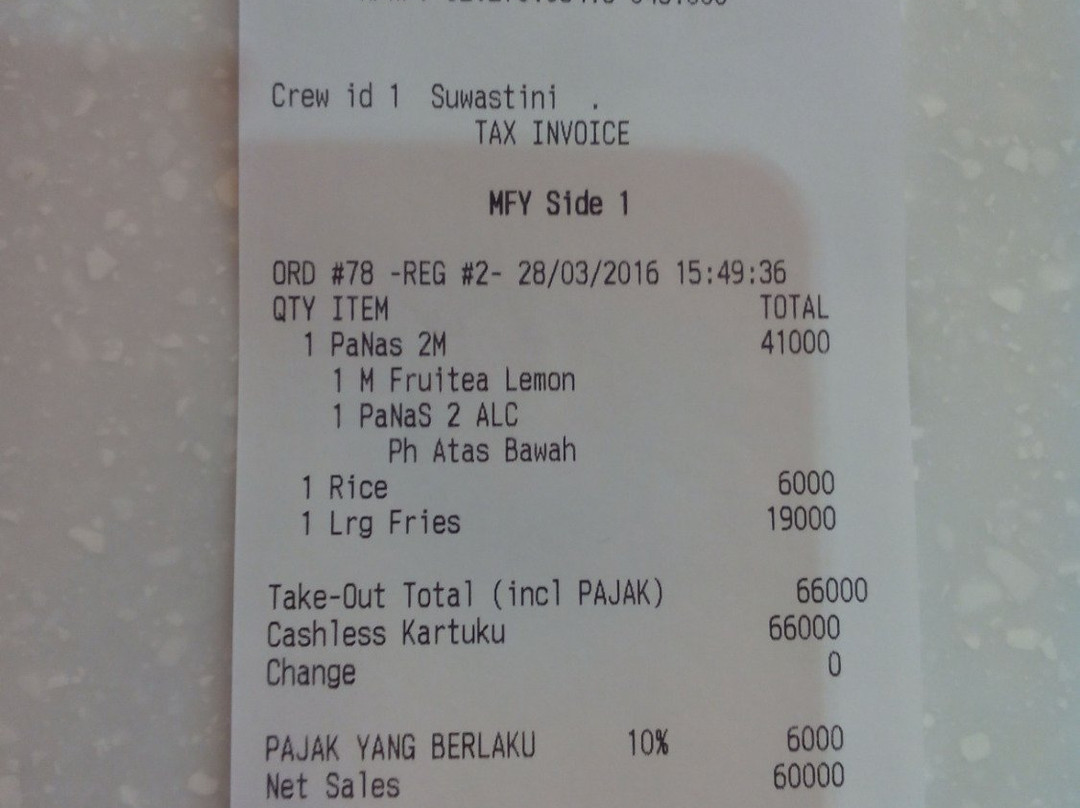 Crew id 1 Suwastini .
TAX INVOICE
MFY Side 1
ORD #78 -REG #2- 28/03/2016 15:49:36
QTY ITEM TOTAL
1 PaNas 2M 41000
1 M Fruitea Lemon
1 PaNaS 2 ALC
Ph Atas Bawah
1 Rice 6000
1 Lrg Fries 19000
Take-Out Total (incl PAJAK) 66000
Cashless Kartuku 66000
Change 0
PAJAK YANG BERLAKU 10% 6000
Net Sales 60000